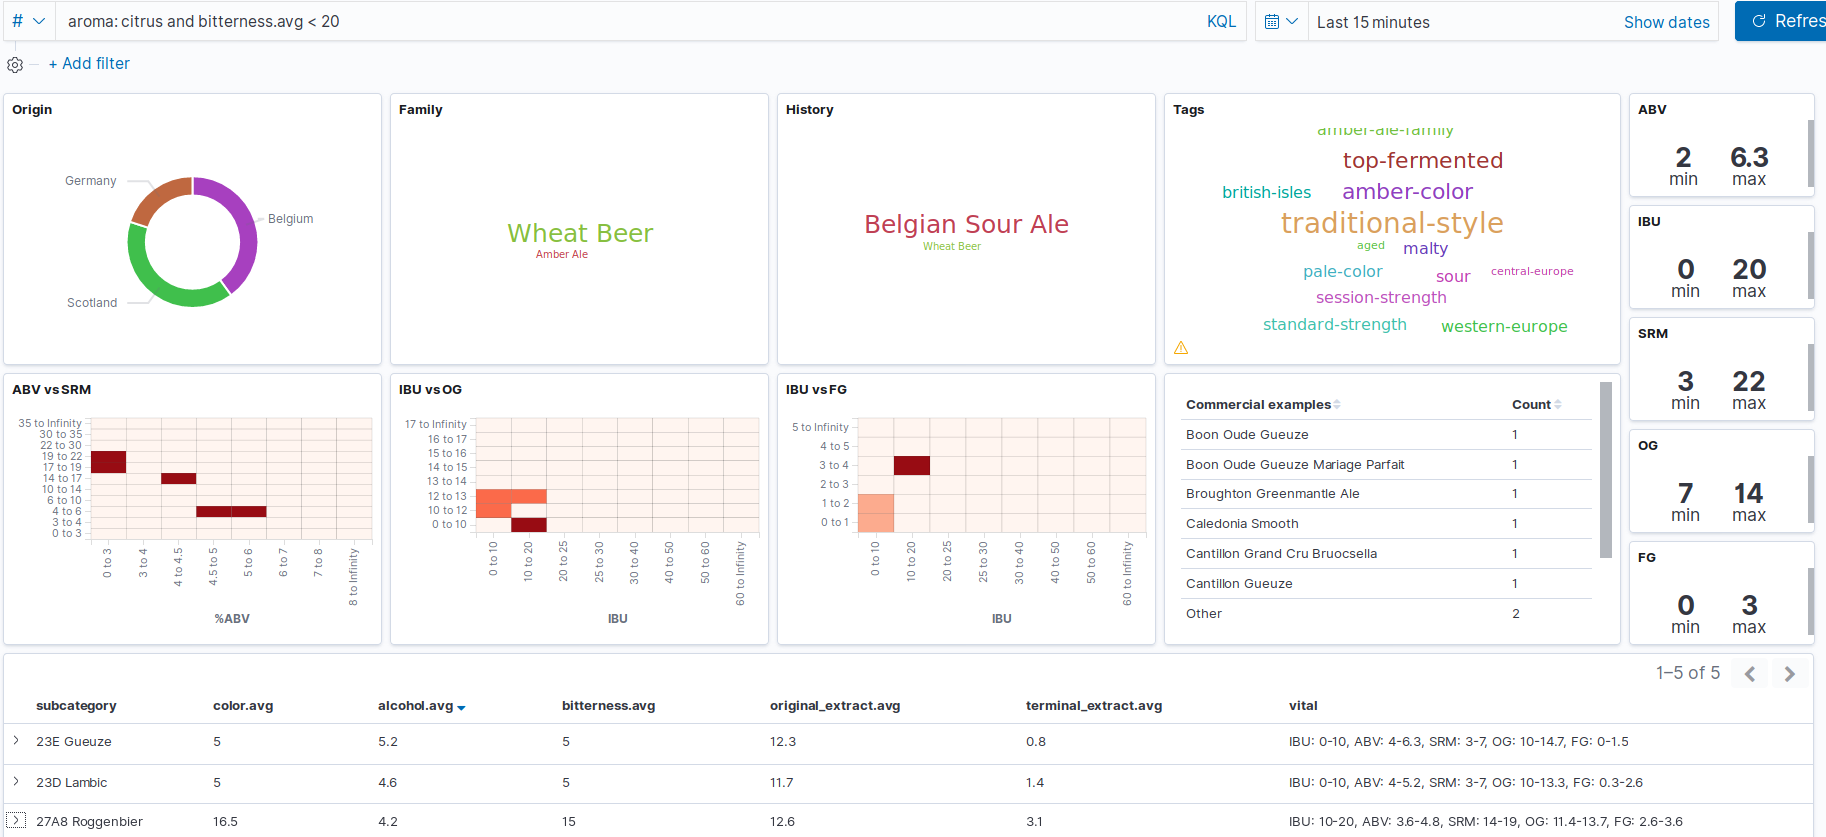 # aroma: citrus and bitterness.avg < 20 KQL Last 15 minutes Show dates Refres
+ Add filter
Origin
Germany
Belgium
Scotland
Family
Wheat Beer
Amber Ale
History
Belgian Sour Ale
Wheat Beer
Tags
amber-ale-family
top-fermented
british-isles amber-color
traditional-style
aged malty
pale-color sour central-europe
session-strength
standard-strength western-europe
ABV
2 6.3
min max
IBU
0 20
min max
SRM
3 22
min max
OG
7 14
min max
FG
0 3
min max
ABV vs SRM
35 to Infinity
30 to 35
22 to 30
19 to 22
17 to 19
14 to 17
10 to 14
6 to 10
4 to 6
3 to 4
0 to 3
0 to 3
3 to 4
4 to 4.5
4.5 to 5
5 to 6
6 to 7
7 to 8
8 to Infinity
%ABV
IBU vs OG
17 to Infinity
16 to 17
15 to 16
14 to 15
13 to 14
12 to 13
10 to 12
0 to 10
0 to 10
10 to 20
20 to 25
25 to 30
30 to 40
40 to 50
50 to 60
60 to Infinity
IBU
IBU vs FG
5 to Infinity
4 to 5
3 to 4
2 to 3
1 to 2
0 to 1
0 to 10
10 to 20
20 to 25
25 to 30
30 to 40
40 to 50
50 to 60
60 to Infinity
IBU
Commercial examples Count
Boon Oude Gueuze 1
Boon Oude Gueuze Mariage Parfait 1
Broughton Greenmantle Ale 1
Caledonia Smooth 1
Cantillon Grand Cru Bruocsella 1
Cantillon Gueuze 1
Other 2
1–5 of 5
subcategory color.avg alcohol.avg bitterness.avg original_extract.avg terminal_extract.avg vital
23E Gueuze 5 5.2 5 12.3 0.8 IBU: 0-10, ABV: 4-6.3, SRM: 3-7, OG: 10-14.7, FG: 0-1.5
23D Lambic 5 4.6 5 11.7 1.4 IBU: 0-10, ABV: 4-5.2, SRM: 3-7, OG: 10-13.3, FG: 0.3-2.6
27A8 Roggenbier 16.5 4.2 15 12.6 3.1 IBU: 10-20, ABV: 3.6-4.8, SRM: 14-19, OG: 11.4-13.7, FG: 2.6-3.6